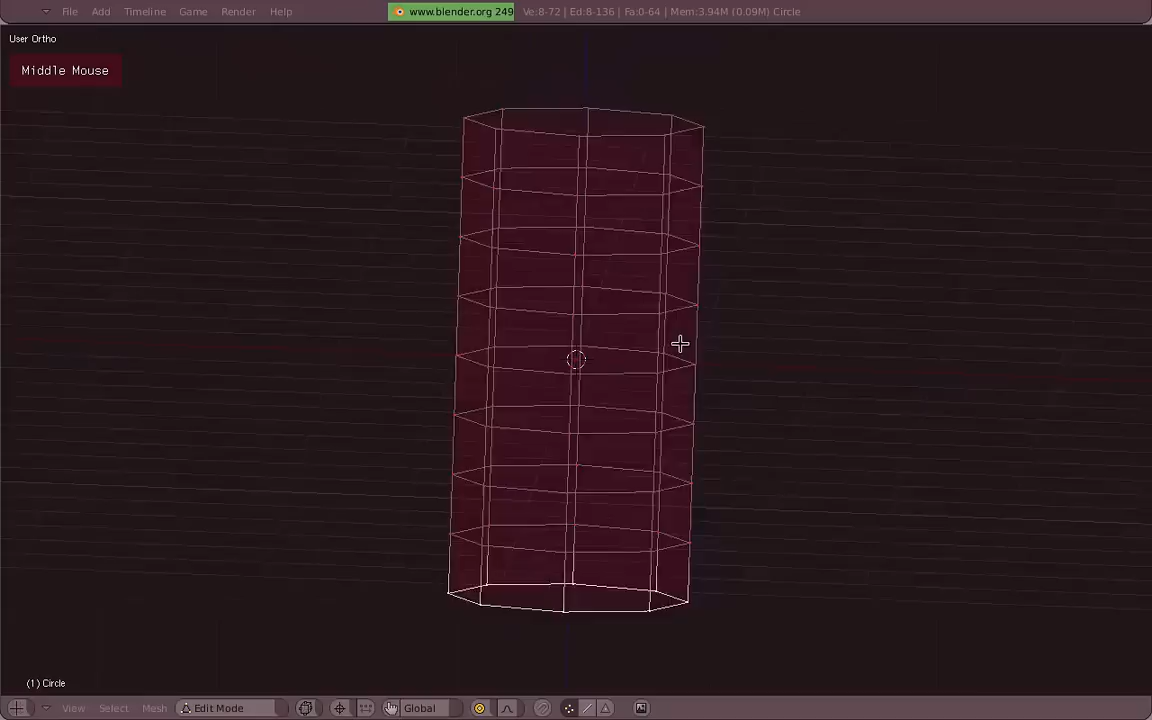 File Add Timeline Game Render Help www.blender.org 249 Ve:8-72 | Ed:8-136 | Fa:0-64 | Mem:3.94M (0.09M) Circle
User Ortho
Middle Mouse
(1) Circle
View Select Mesh Edit Mode Global